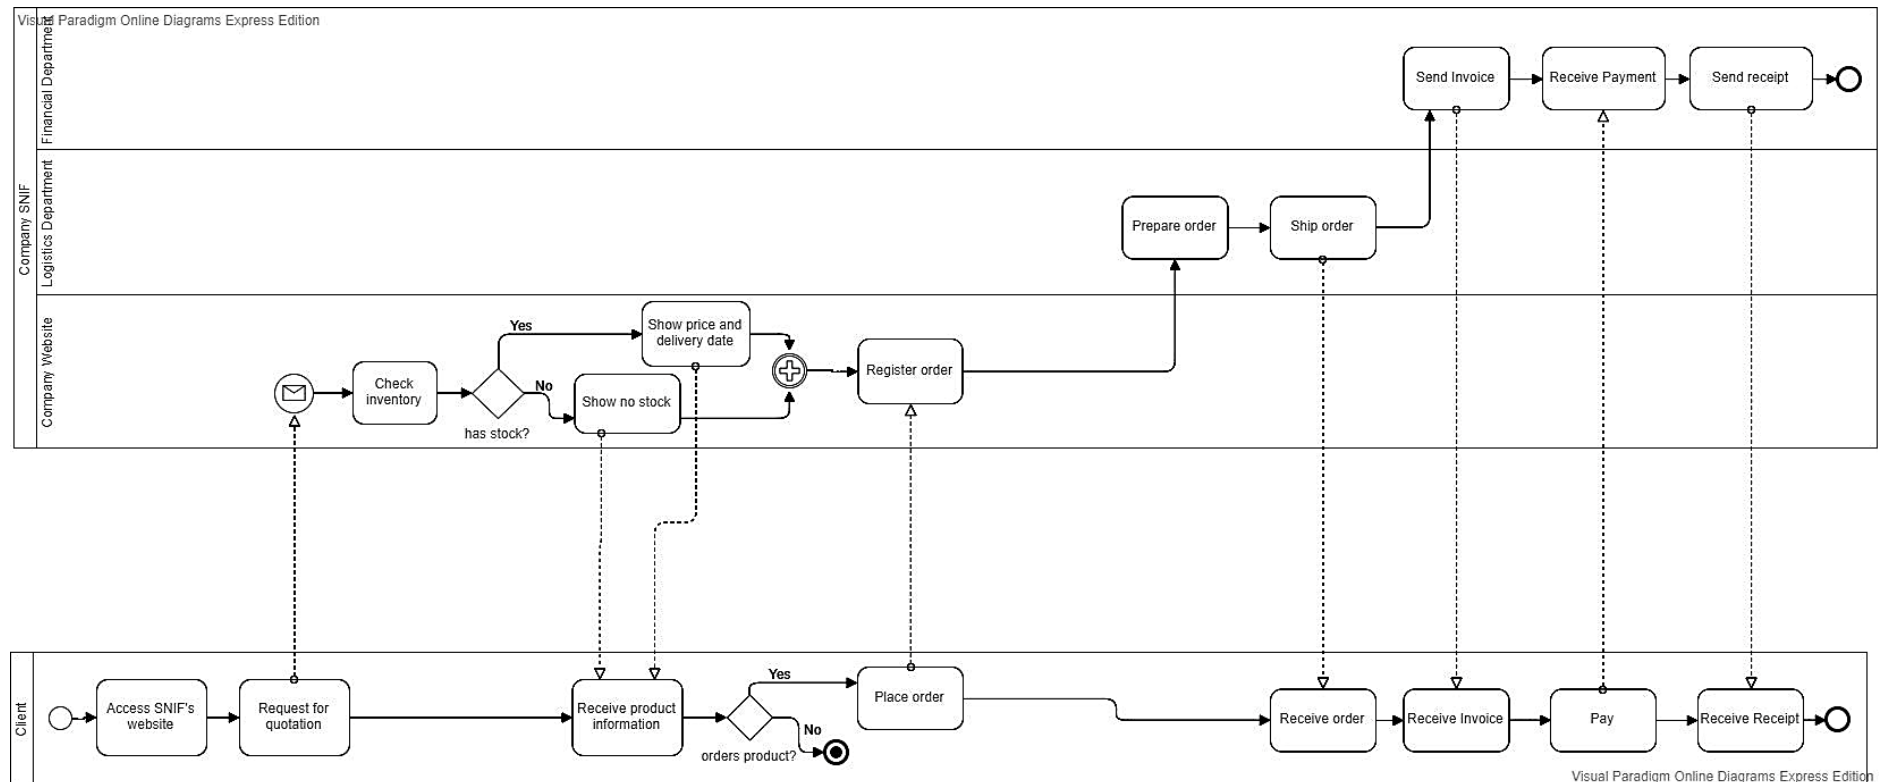 Visual Paradigm Online Diagrams Express Edition
Company SNIF
Financial Department
Send Invoice
Receive Payment
Send receipt
Logistics Department
Prepare order
Ship order
Company Website
Check
inventory
has stock?
Yes
No
Show price and
delivery date
Show no stock
Register order
Client
Access SNIF's
website
Request for
quotation
Receive product
information
orders product?
Yes
No
Place order
Receive order
Receive Invoice
Pay
Receive Receipt
Visual Paradigm Online Diagrams Express Edition